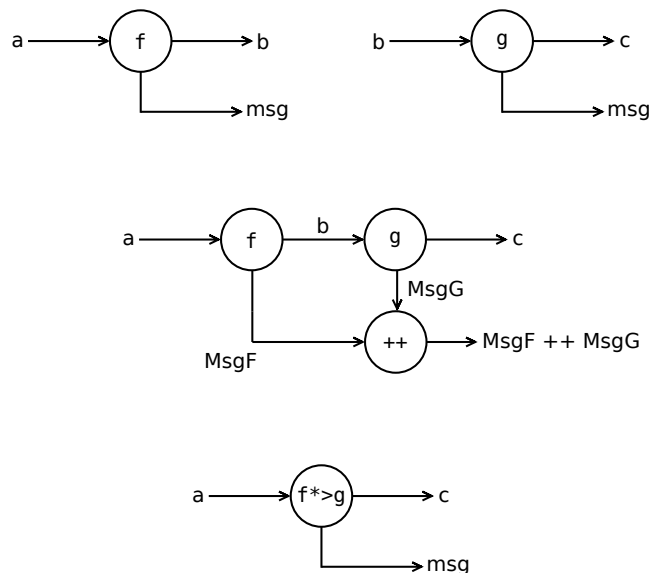 a f b
msg
b g c
msg
a f b g c
MsgG
MsgF ++ MsgF ++ MsgG
a f*>g c
msg